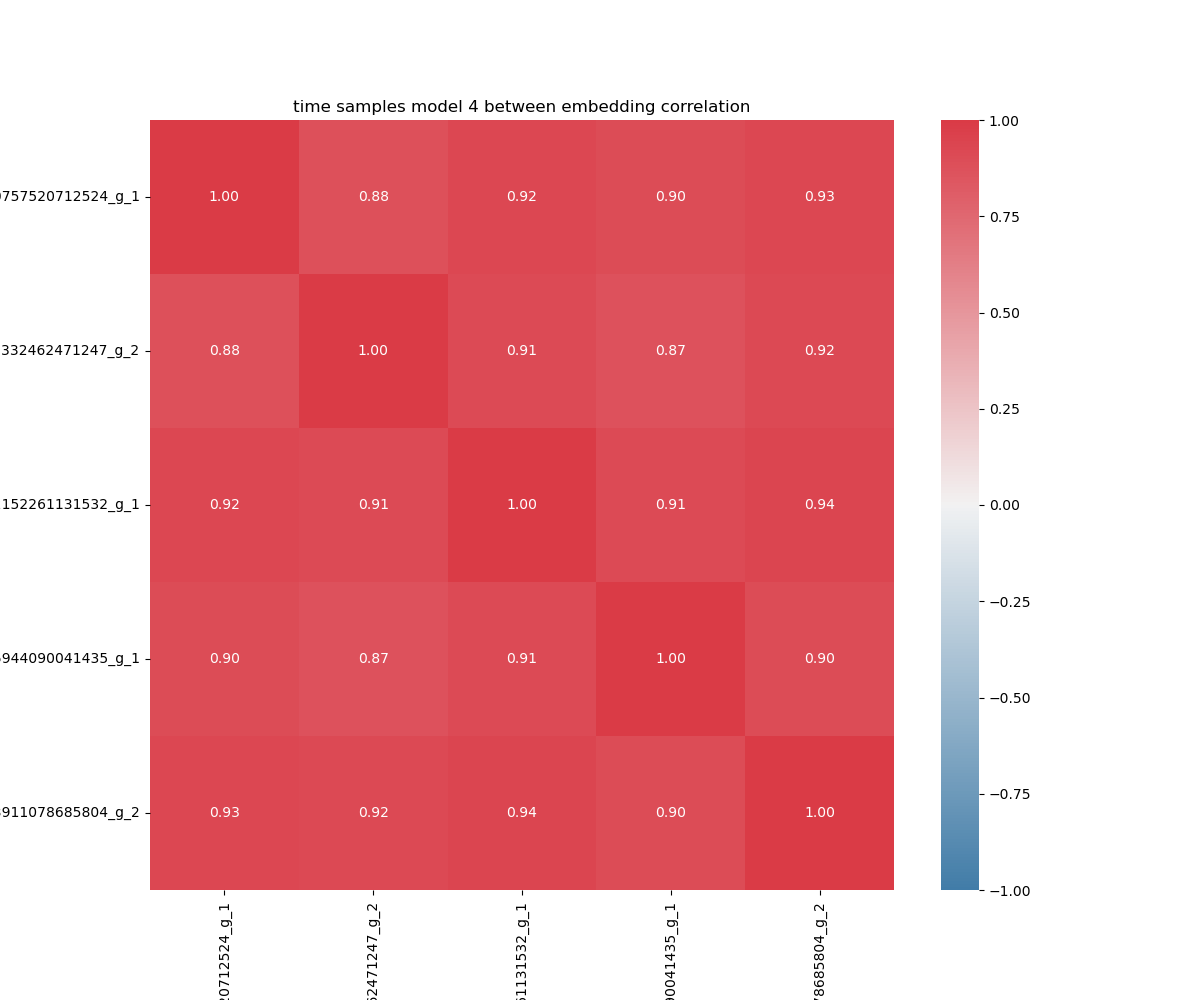 time samples model 4 between embedding correlation
757520712524_g_1 1.00 0.88 0.92 0.90 0.93
332462471247_g_2 0.88 1.00 0.91 0.87 0.92
152261131532_g_1 0.92 0.91 1.00 0.91 0.94
944090041435_g_1 0.90 0.87 0.91 1.00 0.90
911078685804_g_2 0.93 0.92 0.94 0.90 1.00
20712524_g_1
2471247_g_2
1131532_g_1
90041435_g_1
78685804_g_2
1.00
0.75
0.50
0.25
0.00
−0.25
−0.50
−0.75
−1.00